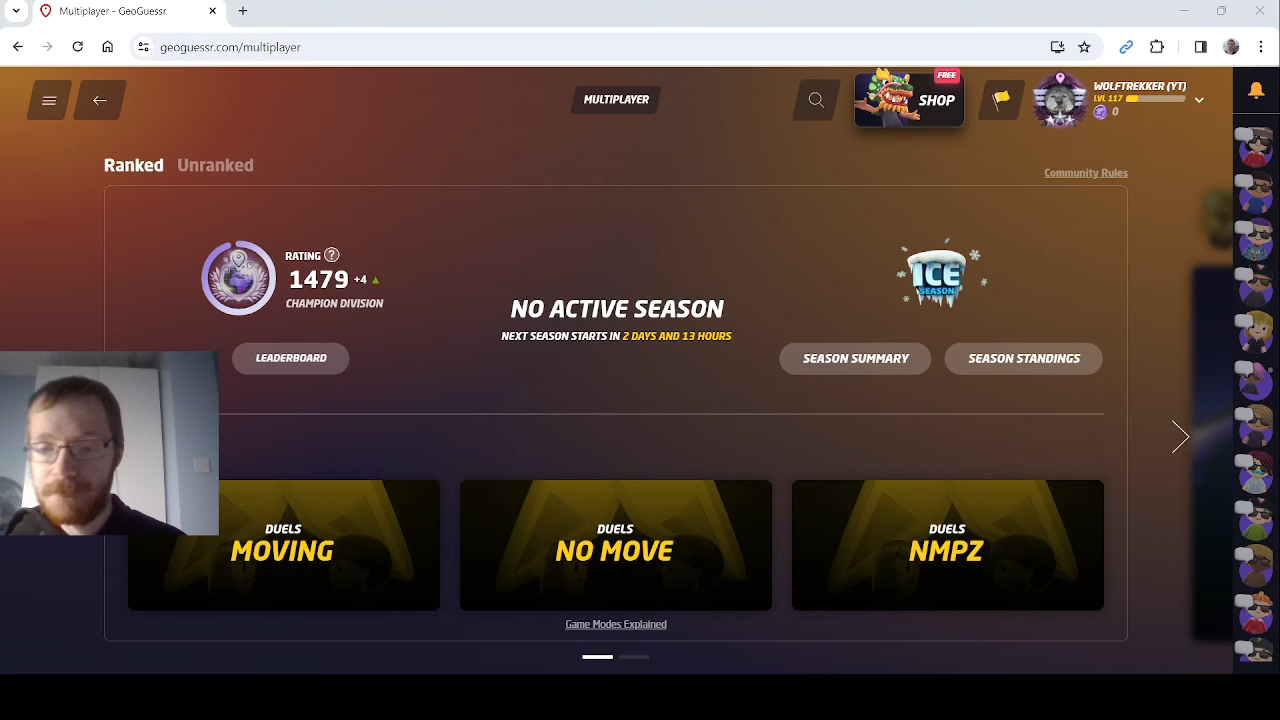 Multiplayer - GeoGuessr
geoguessr.com/multiplayer
MULTIPLAYER
FREE
SHOP
WOLFTREKKER (YT)
LVL 117
0
Ranked Unranked
Community Rules
RATING ?
1479 +4
CHAMPION DIVISION
NO ACTIVE SEASON
NEXT SEASON STARTS IN 2 DAYS AND 13 HOURS
ICE
SEASON
LEADERBOARD
SEASON SUMMARY
SEASON STANDINGS
DUELS
MOVING
DUELS
NO MOVE
DUELS
NMPZ
Game Modes Explained